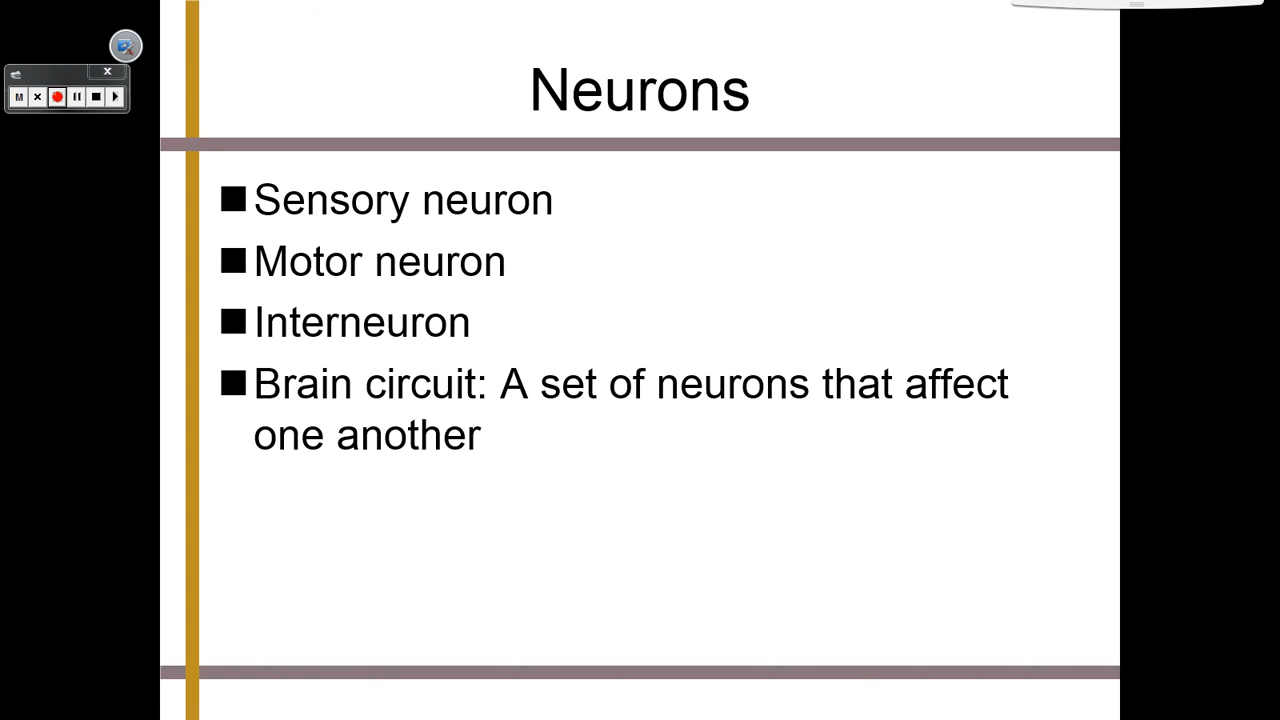 Neurons
M
Sensory neuron
Motor neuron
Interneuron
Brain circuit: A set of neurons that affect
one another